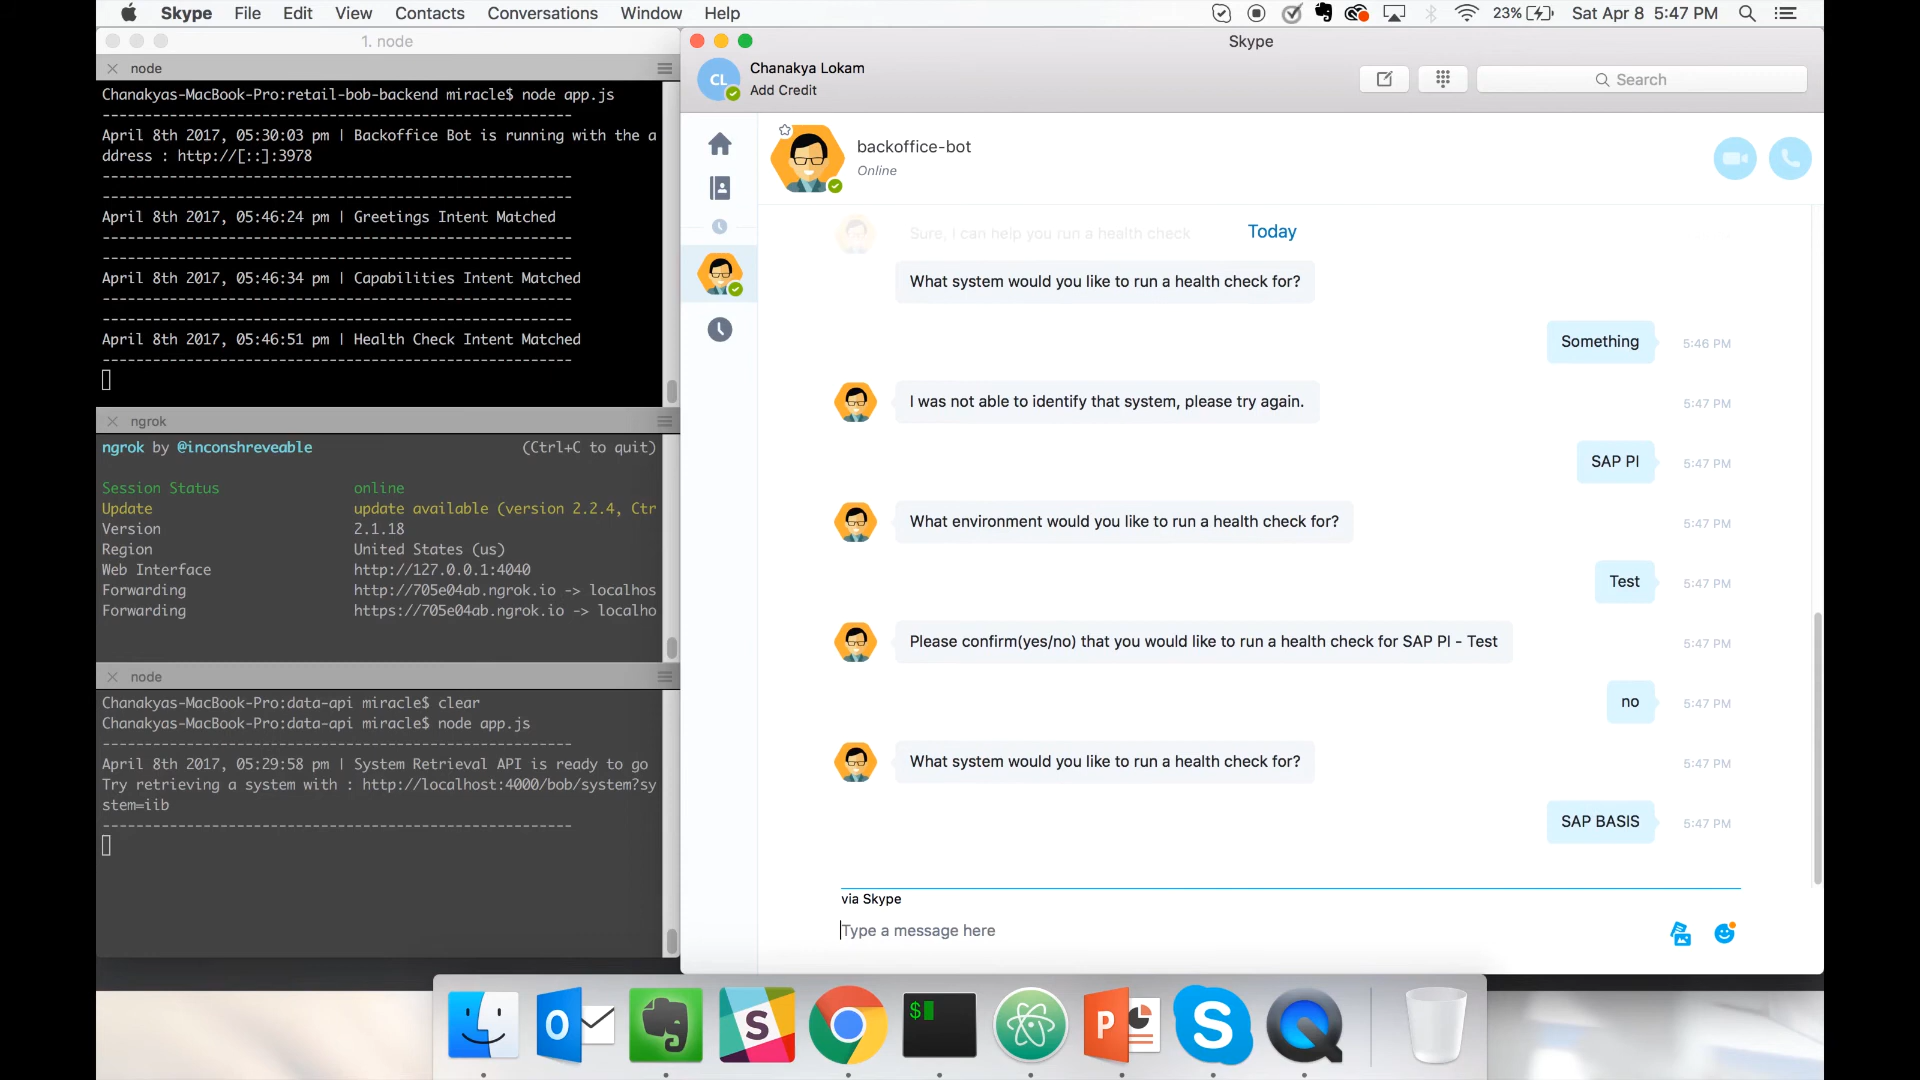 Skype File Edit View Contacts Conversations Window Help 23% Sat Apr 8 5:47 PM
1. node
node
Chanakyas-MacBook-Pro:retail-bob-backend miracle$ node app.js
---------------------------------------------------------
April 8th 2017, 05:30:03 pm | Backoffice Bot is running with the a
ddress : http://[::]:3978
---------------------------------------------------------
---------------------------------------------------------
April 8th 2017, 05:46:24 pm | Greetings Intent Matched
---------------------------------------------------------
---------------------------------------------------------
April 8th 2017, 05:46:34 pm | Capabilities Intent Matched
---------------------------------------------------------
---------------------------------------------------------
April 8th 2017, 05:46:51 pm | Health Check Intent Matched
---------------------------------------------------------
ngrok
ngrok by @inconshreveable (Ctrl+C to quit)
Session Status online
Update update available (version 2.2.4, Ctr
Version 2.1.18
Region United States (us)
Web Interface http://127.0.0.1:4040
Forwarding http://705e04ab.ngrok.io -> localhos
Forwarding https://705e04ab.ngrok.io -> localho
node
Chanakyas-MacBook-Pro:data-api miracle$ clear
Chanakyas-MacBook-Pro:data-api miracle$ node app.js
---------------------------------------------------------
April 8th 2017, 05:29:58 pm | System Retrieval API is ready to go
Try retrieving a system with : http://localhost:4000/bob/system?sy
stem=iib
---------------------------------------------------------
Skype
CL Chanakya Lokam
Add Credit
Search
backoffice-bot
Online
Sure, I can help you run a health check
Today
What system would you like to run a health check for?
Something 5:46 PM
I was not able to identify that system, please try again. 5:47 PM
SAP PI 5:47 PM
What environment would you like to run a health check for? 5:47 PM
Test 5:47 PM
Please confirm(yes/no) that you would like to run a health check for SAP PI - Test 5:47 PM
no 5:47 PM
What system would you like to run a health check for? 5:47 PM
SAP BASIS 5:47 PM
via Skype
Type a message here